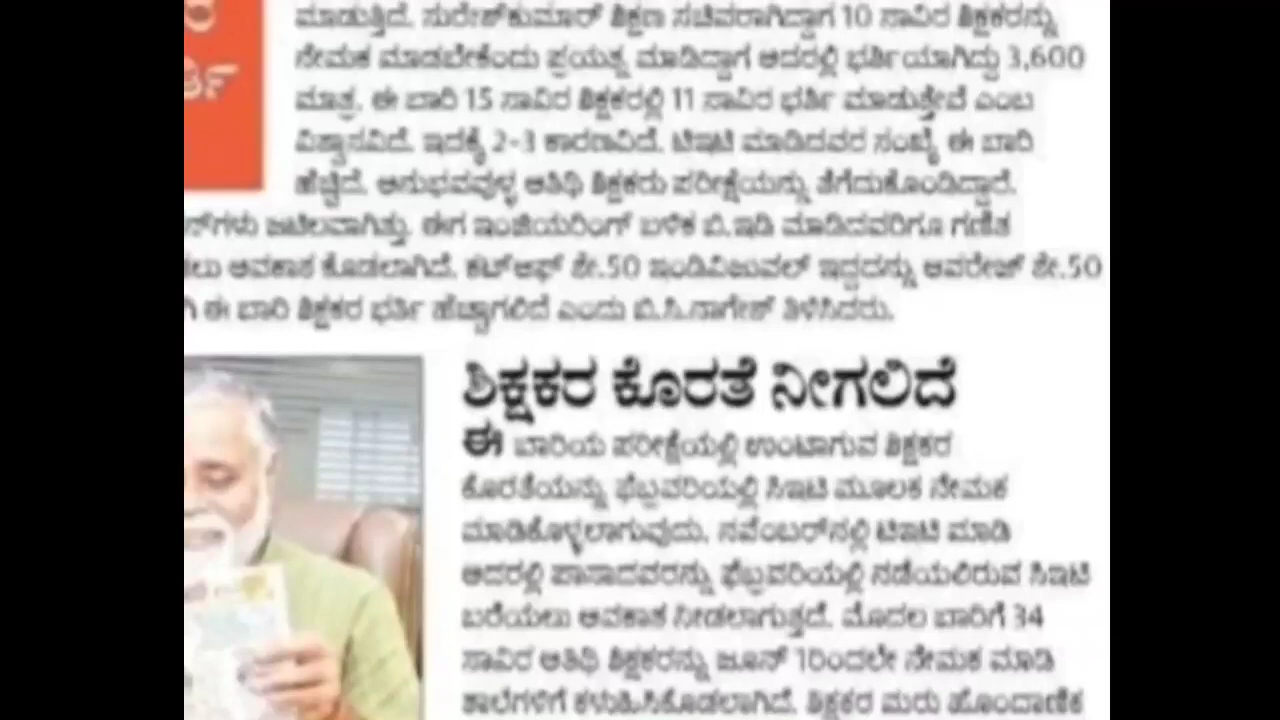 ರ
ರ್ತಿ
ಮಾಡುತ್ತಿದೆ. ಸುರೇಶ್‌ಕುಮಾರ್ ಶಿಕ್ಷಣ ಸಚಿವರಾಗಿದ್ದಾಗ 10 ಸಾವಿರ ಶಿಕ್ಷಕರನ್ನು
ನೇಮಕ ಮಾಡಬೇಕೆಂದು ಪ್ರಯತ್ನ ಮಾಡಿದ್ದಾಗ ಆದರಲ್ಲಿ ಭರ್ತಿಯಾಗಿದ್ದು 3,600
ಮಾತ್ರ. ಈ ಬಾರಿ 15 ಸಾವಿರ ಶಿಕ್ಷಕರಲ್ಲಿ 11 ಸಾವಿರ ಭರ್ತಿ ಮಾಡುತ್ತೇವೆ ಎಂಬ
ವಿಶ್ವಾಸವಿದೆ. ಇದಕ್ಕೆ 2-3 ಕಾರಣವಿದೆ. ಟಿಇಟಿ ಮಾಡಿದವರ ಸಂಖ್ಯೆ ಈ ಬಾರಿ
ಹೆಚ್ಚಿದೆ. ಅನುಭವವುಳ್ಳ ಅತಿಥಿ ಶಿಕ್ಷಕರು ಪರೀಕ್ಷೆಯನ್ನು ತೆಗೆದುಕೊಂಡಿದ್ದಾರೆ.
ನ್‌ಗಳು ಜಟಿಲವಾಗಿತ್ತು. ಈಗ ಇಂಜಿಯರಿಂಗ್ ಬಳಿಕ ಬಿ.ಇಡಿ ಮಾಡಿದವರಿಗೂ ಗಣಿತ
ಲು ಅವಕಾಶ ಕೊಡಲಾಗಿದೆ. ಕಟ್‌ಆಫ್ ಶೇ.50 ಇಂಡಿವಿಜುವಲ್ ಇದ್ದದನ್ನು ಆವರೇಜ್ ಶೇ.50
ಗಿ ಈ ಬಾರಿ ಶಿಕ್ಷಕರ ಭರ್ತಿ ಹೆಚ್ಚಾಗಲಿದೆ ಎಂದು ಬಿ.ಸಿ.ನಾಗೇಶ್ ತಿಳಿಸಿದರು.
ಶಿಕ್ಷಕರ ಕೊರತೆ ನೀಗಲಿದೆ
ಈ ಬಾರಿಯ ಪರೀಕ್ಷೆಯಲ್ಲಿ ಉಂಟಾಗುವ ಶಿಕ್ಷಕರ
ಕೊರತೆಯನ್ನು ಫೆಬ್ರವರಿಯಲ್ಲಿ ಸಿಇಟಿ ಮೂಲಕ ನೇಮಕ
ಮಾಡಿಕೊಳ್ಳಲಾಗುವುದು. ನವೆಂಬರ್‌ನಲ್ಲಿ ಟಿಇಟಿ ಮಾಡಿ
ಅದರಲ್ಲಿ ಪಾಸಾದವರನ್ನು ಫೆಬ್ರವರಿಯಲ್ಲಿ ನಡೆಯಲಿರುವ ಸಿಇಟಿ
ಬರೆಯಲು ಅವಕಾಶ ನೀಡಲಾಗುತ್ತದೆ. ಮೊದಲ ಬಾರಿಗೆ 34
ಸಾವಿರ ಅತಿಥಿ ಶಿಕ್ಷಕರನ್ನು ಜೂನ್ 1ರಿಂದಲೇ ನೇಮಕ ಮಾಡಿ
ಶಾಲೆಗಳಿಗೆ ಕಳುಹಿಸಿಕೊಡಲಾಗಿದೆ. ಶಿಕ್ಷಕರ ಮರು ಹೊಂದಾಣಿಕೆ